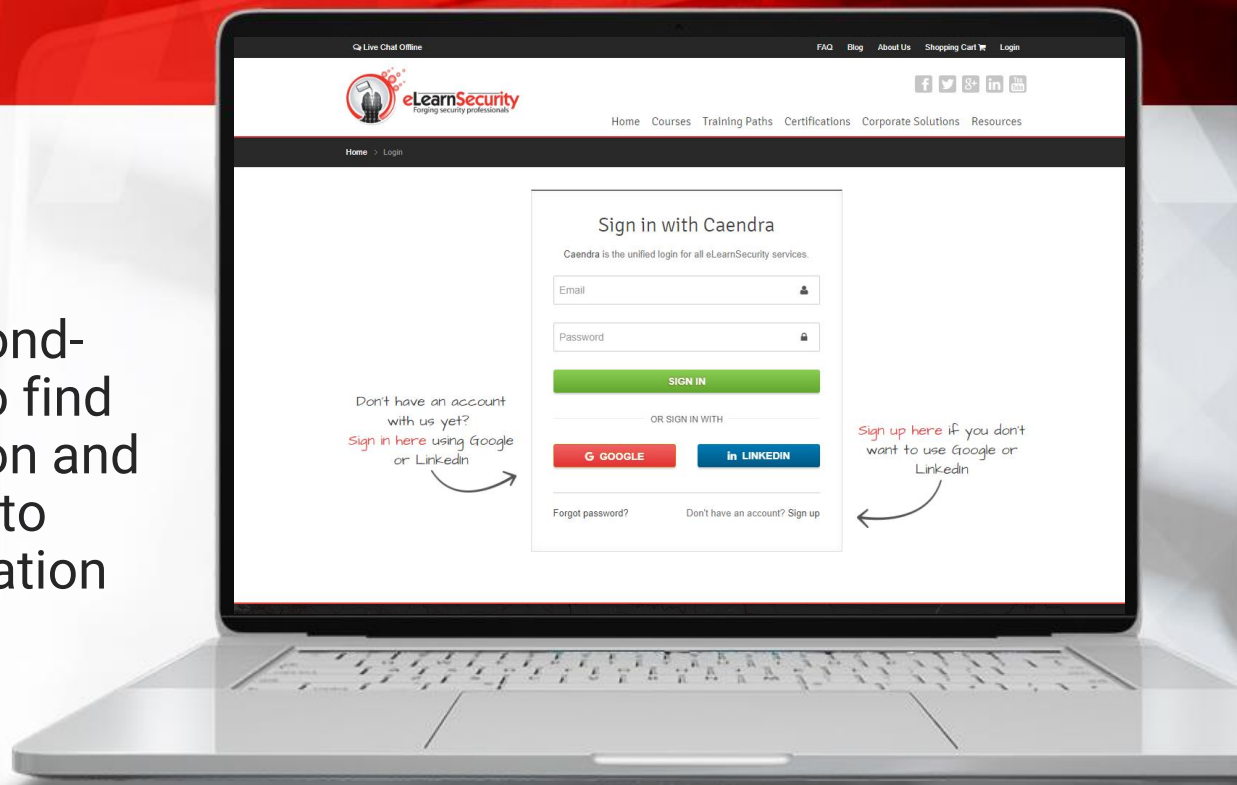 Live Chat Offline
FAQ Blog About Us Shopping Cart Login
eLearnSecurity
Forging security professionals
Home Courses Training Paths Certifications Corporate Solutions Resources
Home > Login
Sign in with Caendra
Caendra is the unified login for all eLearnSecurity services.
Email
Password
SIGN IN
OR SIGN IN WITH
G GOOGLE
in LINKEDIN
Forgot password?
Don't have an account? Sign up
Don't have an account
with us yet?
Sign in here using Google
or LinkedIn
Sign up here if you don't
want to use Google or
LinkedIn
ond-
find
on and
to
ation